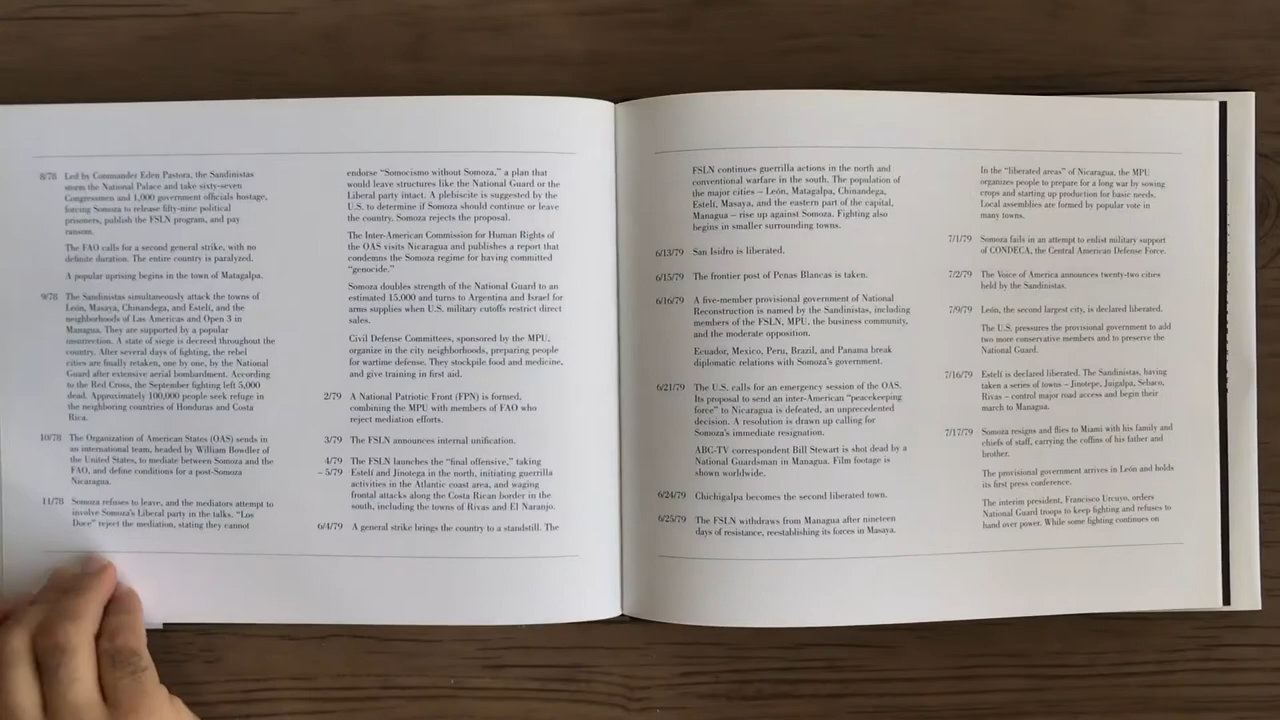 8/78 Led by Commander Eden Pastora, the Sandinistas
storm the National Palace and take sixty-seven
Congressmen and 1,000 government officials hostage,
forcing Somoza to release fifty-nine political
prisoners, publish the FSLN program, and pay
ransom.
The FAO calls for a second general strike, with no
definite duration. The entire country is paralyzed.
A popular uprising begins in the town of Matagalpa.
9/78 The Sandinistas simultaneously attack the towns of
León, Masaya, Chinandega, and Estelí, and the
neighborhoods of Las Americas and Open 3 in
Managua. They are supported by a popular
insurrection. A state of siege is decreed throughout the
country. After several days of fighting, the rebel
cities are finally retaken, one by one, by the National
Guard after extensive aerial bombardment. According
to the Red Cross, the September fighting left 5,000
dead. Approximately 100,000 people seek refuge in
the neighboring countries of Honduras and Costa
Rica.
10/78 The Organization of American States (OAS) sends in
an international team, headed by William Bowdler of
the United States, to mediate between Somoza and the
FAO, and define conditions for a post-Somoza
Nicaragua.
11/78 Somoza refuses to leave, and the mediators attempt to
involve Somoza's Liberal party in the talks. "Los
Doce" reject the mediation, stating they cannot
endorse "Somocismo without Somoza," a plan that
would leave structures like the National Guard or the
Liberal party intact. A plebiscite is suggested by the
U.S. to determine if Somoza should continue or leave
the country. Somoza rejects the proposal.
The Inter-American Commission for Human Rights of
the OAS visits Nicaragua and publishes a report that
condemns the Somoza regime for having committed
"genocide."
Somoza doubles strength of the National Guard to an
estimated 15,000 and turns to Argentina and Israel for
arms supplies when U.S. military cutoffs restrict direct
sales.
Civil Defense Committees, sponsored by the MPU,
organize in the city neighborhoods, preparing people
for wartime defense. They stockpile food and medicine,
and give training in first aid.
2/79 A National Patriotic Front (FPN) is formed,
combining the MPU with members of FAO who
reject mediation efforts.
3/79 The FSLN announces internal unification.
4/79 The FSLN launches the "final offensive," taking
– 5/79 Estelí and Jinotega in the north, initiating guerrilla
activities in the Atlantic coast area, and waging
frontal attacks along the Costa Rican border in the
south, including the towns of Rivas and El Naranjo.
6/4/79 A general strike brings the country to a standstill. The
FSLN continues guerrilla actions in the north and
conventional warfare in the south. The population of
the major cities – León, Matagalpa, Chinandega,
Estelí, Masaya, and the eastern part of the capital,
Managua – rise up against Somoza. Fighting also
begins in smaller surrounding towns.
6/13/79 San Isidro is liberated.
6/15/79 The frontier post of Penas Blancas is taken.
6/16/79 A five-member provisional government of National
Reconstruction is named by the Sandinistas, including
members of the FSLN, MPU, the business community,
and the moderate opposition.
Ecuador, Mexico, Peru, Brazil, and Panama break
diplomatic relations with Somoza's government.
6/21/79 The U.S. calls for an emergency session of the OAS.
Its proposal to send an inter-American "peacekeeping
force" to Nicaragua is defeated, an unprecedented
decision. A resolution is drawn up calling for
Somoza's immediate resignation.
ABC-TV correspondent Bill Stewart is shot dead by a
National Guardsman in Managua. Film footage is
shown worldwide.
6/24/79 Chichigalpa becomes the second liberated town.
6/25/79 The FSLN withdraws from Managua after nineteen
days of resistance, reestablishing its forces in Masaya.
In the "liberated areas" of Nicaragua, the MPU
organizes people to prepare for a long war by sowing
crops and starting up production for basic needs.
Local assemblies are formed by popular vote in
many towns.
7/1/79 Somoza fails in an attempt to enlist military support
of CONDECA, the Central American Defense Force.
7/2/79 The Voice of America announces twenty-two cities
held by the Sandinistas.
7/9/79 León, the second largest city, is declared liberated.
The U.S. pressures the provisional government to add
two more conservative members and to preserve the
National Guard.
7/16/79 Estelí is declared liberated. The Sandinistas, having
taken a series of towns – Jinotepe, Juigalpa, Sebaco,
Rivas – control major road access and begin their
march to Managua.
7/17/79 Somoza resigns and flies to Miami with his family and
chiefs of staff, carrying the coffins of his father and
brother.
The provisional government arrives in León and holds
its first press conference.
The interim president, Francisco Urcuyo, orders
National Guard troops to keep fighting and refuses to
hand over power. While some fighting continues on